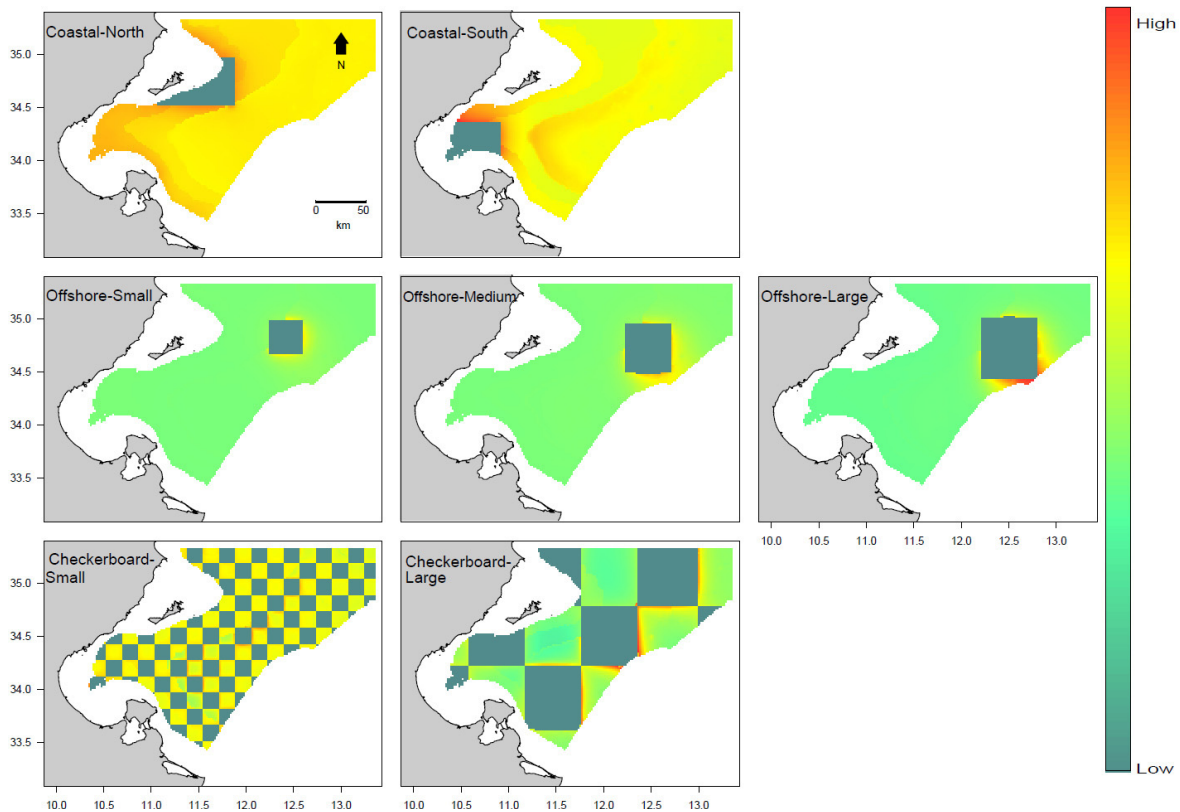 Coastal-North
N
0 50
km
35.0
34.5
34.0
33.5
Coastal-South
High
Low
Offshore-Small
35.0
34.5
34.0
33.5
Offshore-Medium
Offshore-Large
10.0 10.5 11.0 11.5 12.0 12.5 13.0
Checkerboard-
Small
35.0
34.5
34.0
33.5
10.0 10.5 11.0 11.5 12.0 12.5 13.0
Checkerboard-
Large
10.0 10.5 11.0 11.5 12.0 12.5 13.0